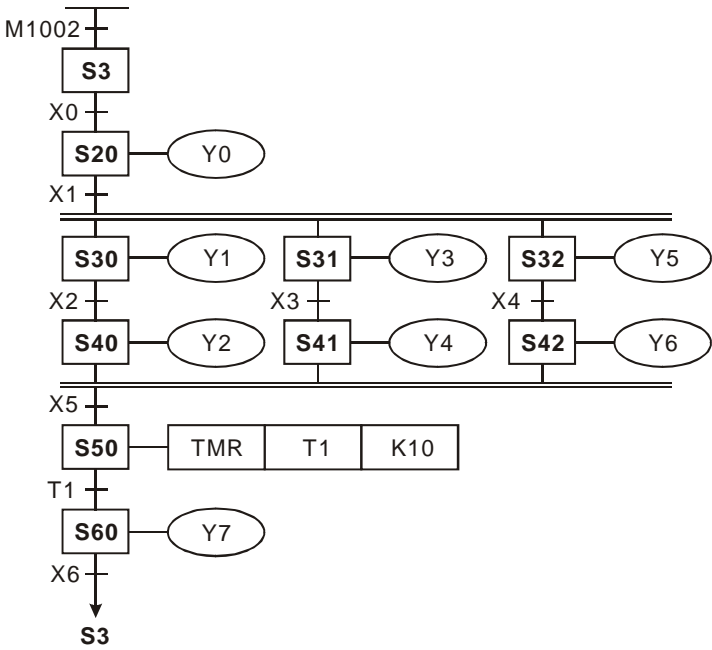 M1002
S3
X0
S20 Y0
X1
S30 Y1 S31 Y3 S32 Y5
X2 X3 X4
S40 Y2 S41 Y4 S42 Y6
X5
S50 TMR T1 K10
T1
S60 Y7
X6
S3